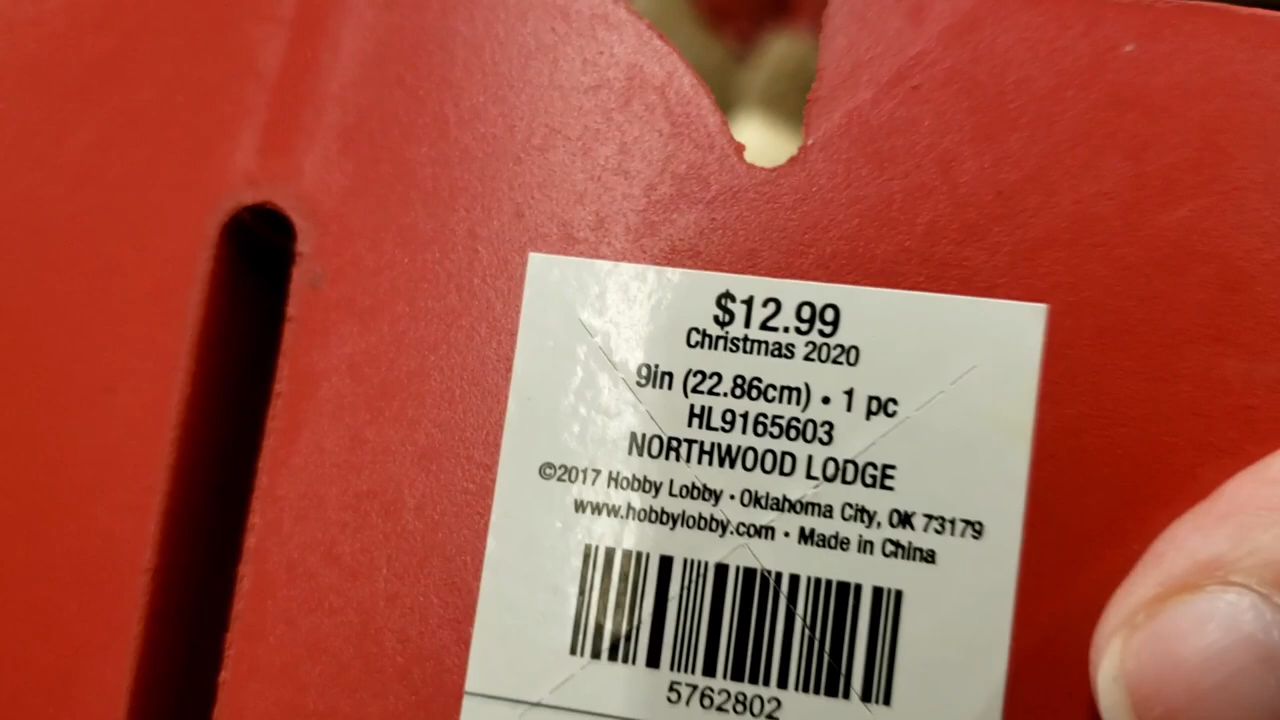 $12.99
Christmas 2020
9in (22.86cm) • 1 pc
HL9165603
NORTHWOOD LODGE
©2017 Hobby Lobby • Oklahoma City, OK 73179
www.hobbylobby.com • Made in China
5762802